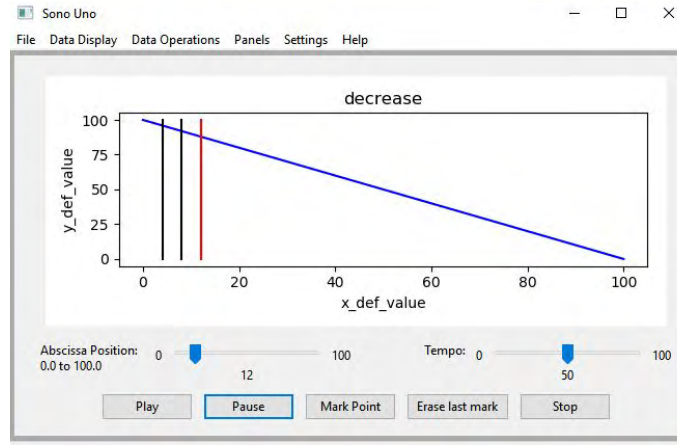 Sono Uno
File Data Display Data Operations Panels Settings Help
decrease
100
75
50
25
0
y_def_value
0 20 40 60 80 100
x_def_value
Abscissa Position: 0 100 Tempo: 0 100
0.0 to 100.0
12 50
Play Pause Mark Point Erase last mark Stop